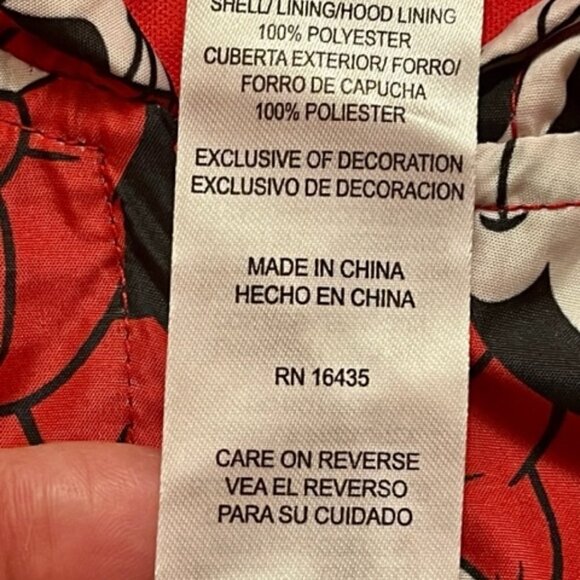 SHELL/ LINING/HOOD LINING
100% POLYESTER
CUBERTA EXTERIOR/ FORRO/
FORRO DE CAPUCHA
100% POLIESTER
EXCLUSIVE OF DECORATION
EXCLUSIVO DE DECORACION
MADE IN CHINA
HECHO EN CHINA
RN 16435
CARE ON REVERSE
VEA EL REVERSO
PARA SU CUIDADO